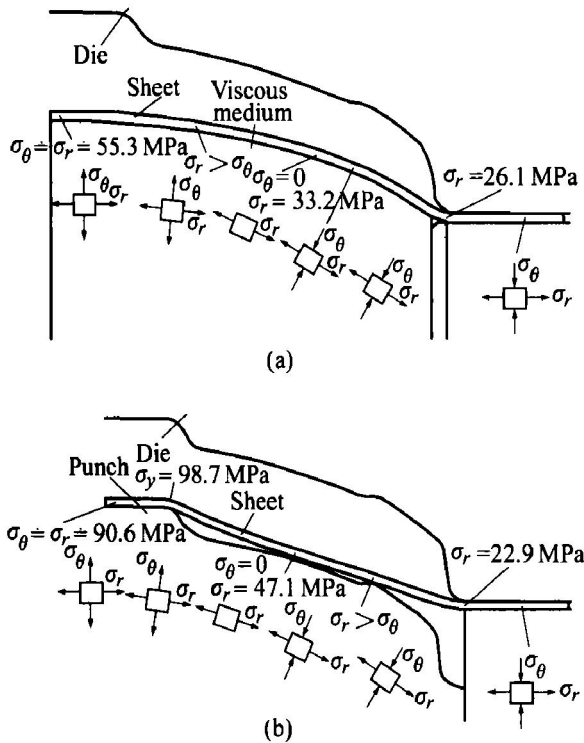 Die
Sheet
Viscous
medium
σθ ≐ σr = 55.3 MPa
σr > σθ
σθ = 0
σr = 33.2 MPa
σr = 26.1 MPa
σθ
σr
σθ
σr
σr
σθ
σr
σθ
σr
σθ
σr
(a)
Die
Punch
σy = 98.7 MPa
Sheet
σθ ≐ σr ≐ 90.6 MPa
σθ = 0
σr = 47.1 MPa
σr > σθ
σr = 22.9 MPa
σθ
σr
σθ
σr
σr
σθ
σr
σθ
σr
σθ
σr
(b)